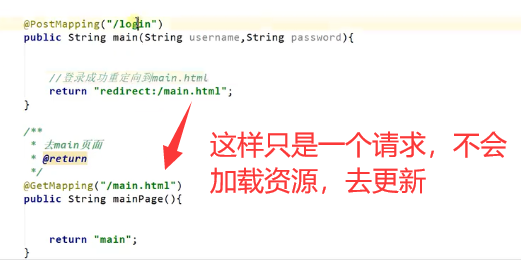 @PostMapping("/login")
public String main(String username,String password){
//登录成功重定向到main.html
return "redirect:/main.html";
}
/**
* 去main页面
* @return
*/
@GetMapping("/main.html")
public String mainPage(){
return "main";
}
这样只是一个请求，不会
加载资源，去更新